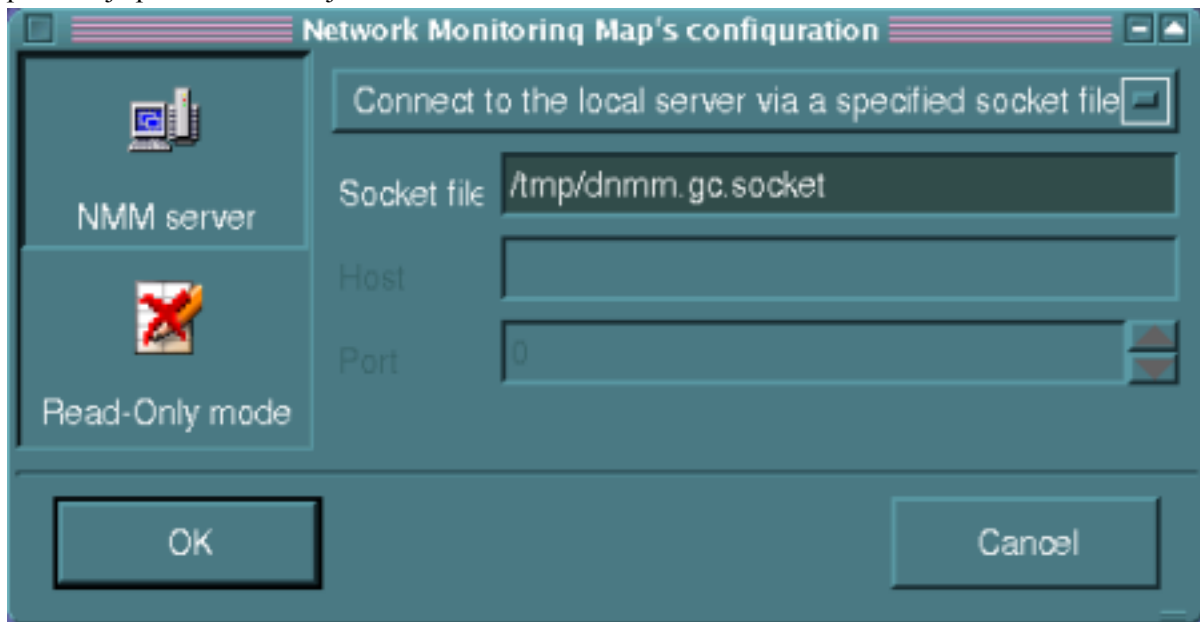 Network Monitoring Map's configuration
Connect to the local server via a specified socket file
NMM server
Socket file
/tmp/dnmm.gc.socket
Host
Port
0
Read-Only mode
OK
Cancel